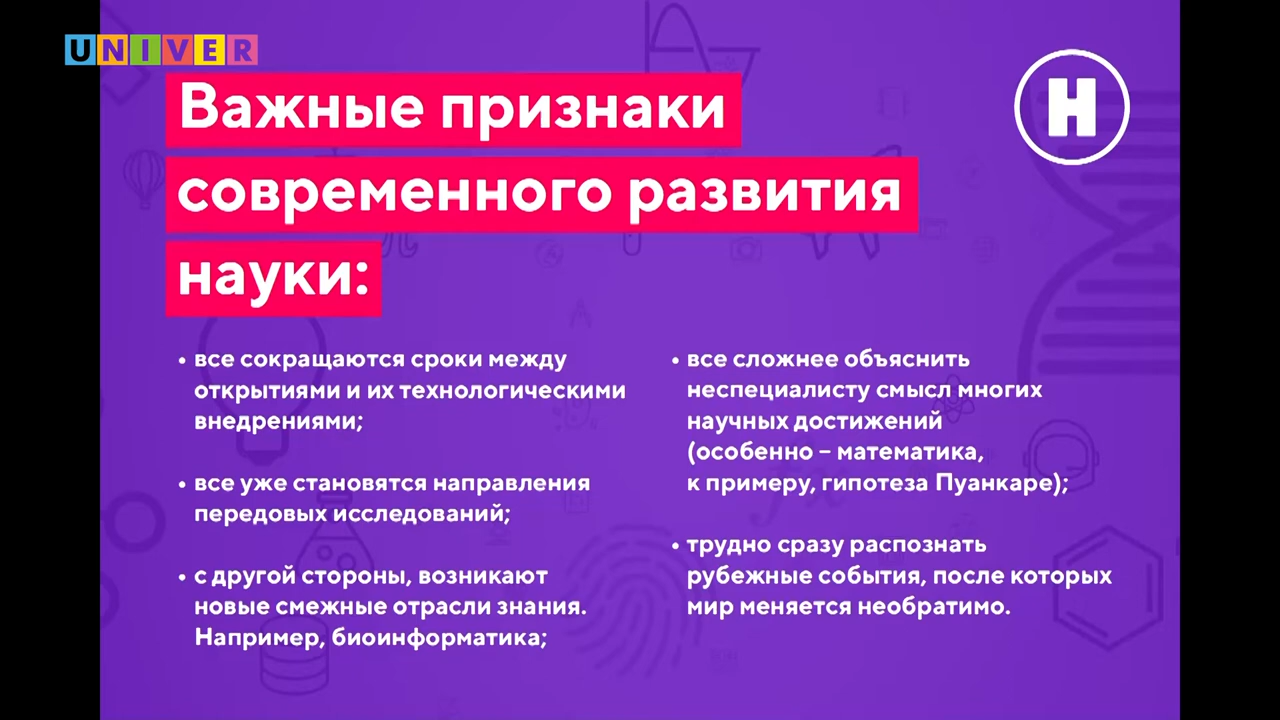 UNIVER
Н
Важные признаки
современного развития
науки:
• все сокращаются сроки между
открытиями и их технологическими
внедрениями;
• все уже становятся направления
передовых исследований;
• с другой стороны, возникают
новые смежные отрасли знания.
Например, биоинформатика;
• все сложнее объяснить
неспециалисту смысл многих
научных достижений
(особенно – математика,
к примеру, гипотеза Пуанкаре);
• трудно сразу распознать
рубежные события, после которых
мир меняется необратимо.